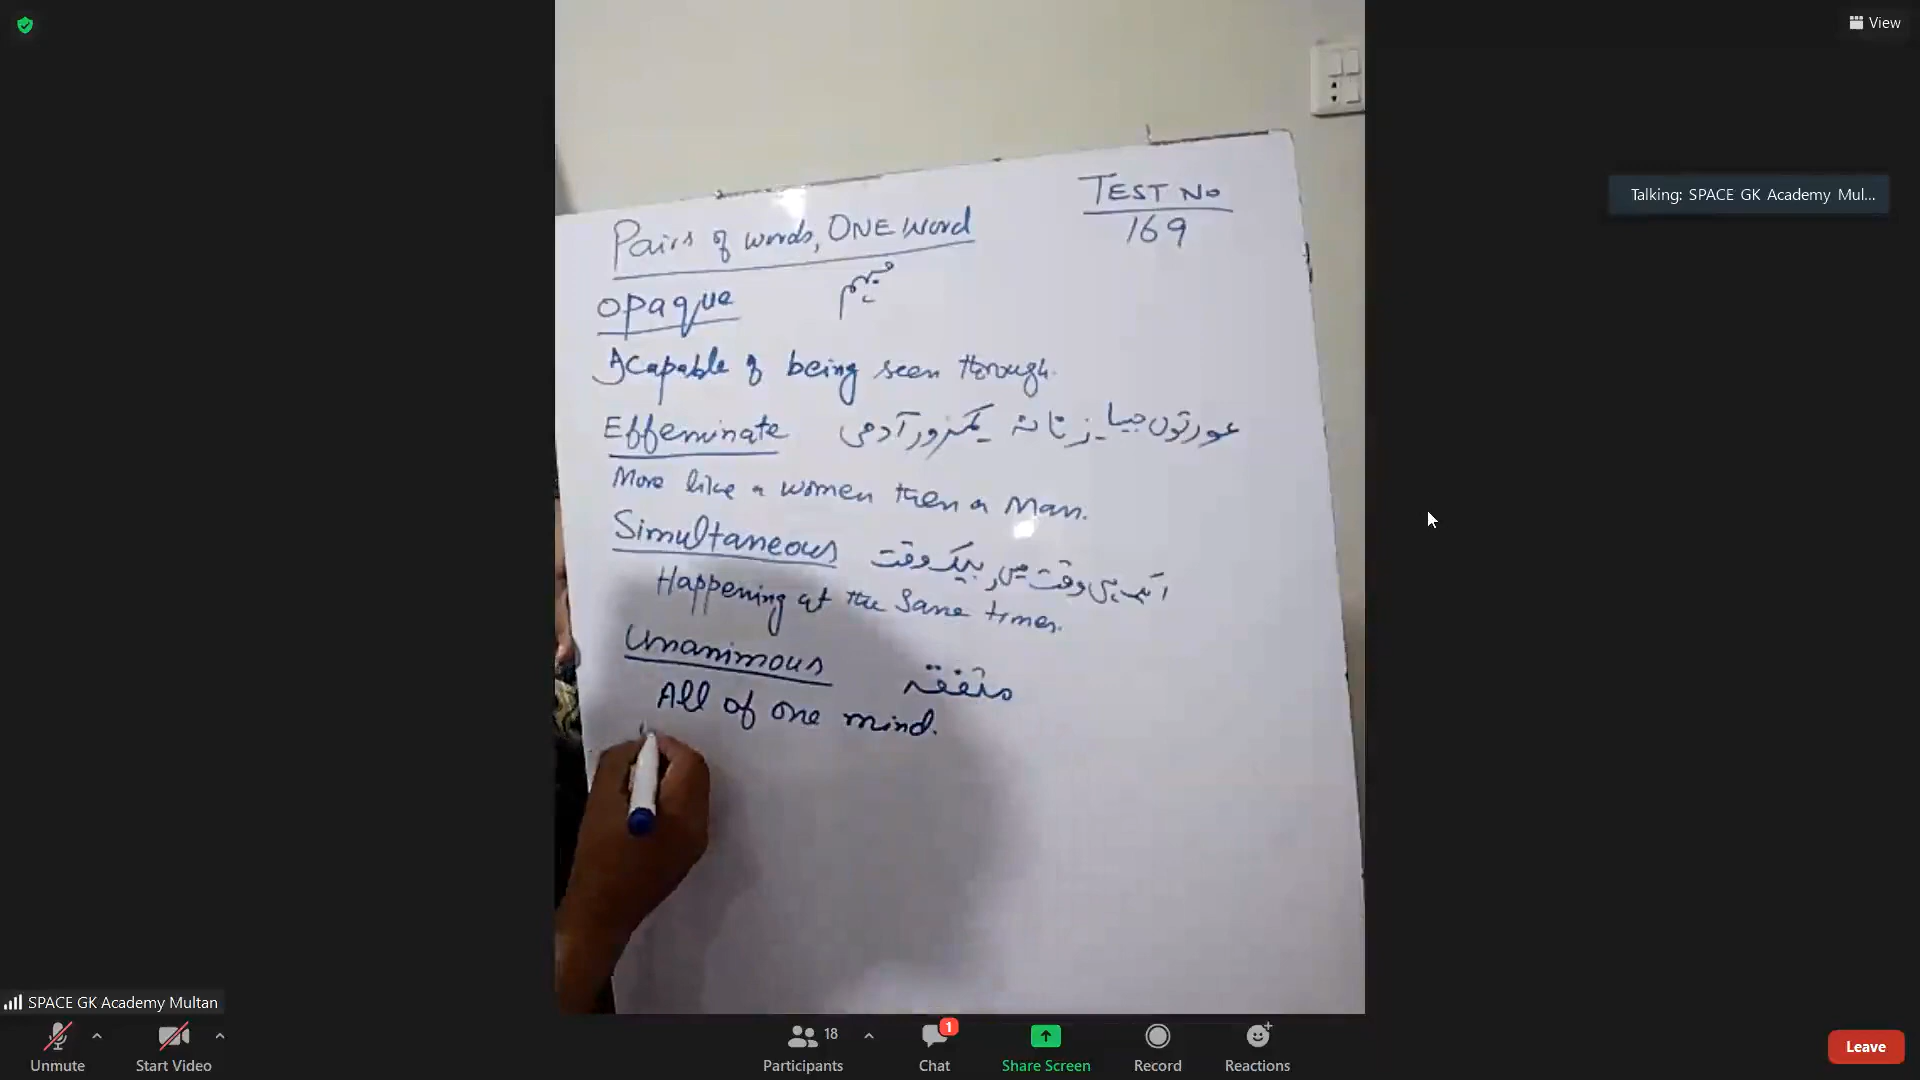 View
Talking: SPACE GK Academy Mul...
TEST NO
169
Pairs of words, ONE Word
opaque مبہم
capable of being seen through.
Effeminate عورتوں جیسا۔ زنانہ۔ کمزور آدمی
More like a women then a Man.
Simultaneous ایک ہی وقت میں، بیک وقت
Happening at the Same times.
Unanimous متفقہ
All of one mind.
SPACE GK Academy Multan
Unmute
Start Video
18
Participants
1
Chat
Share Screen
Record
Reactions
Leave